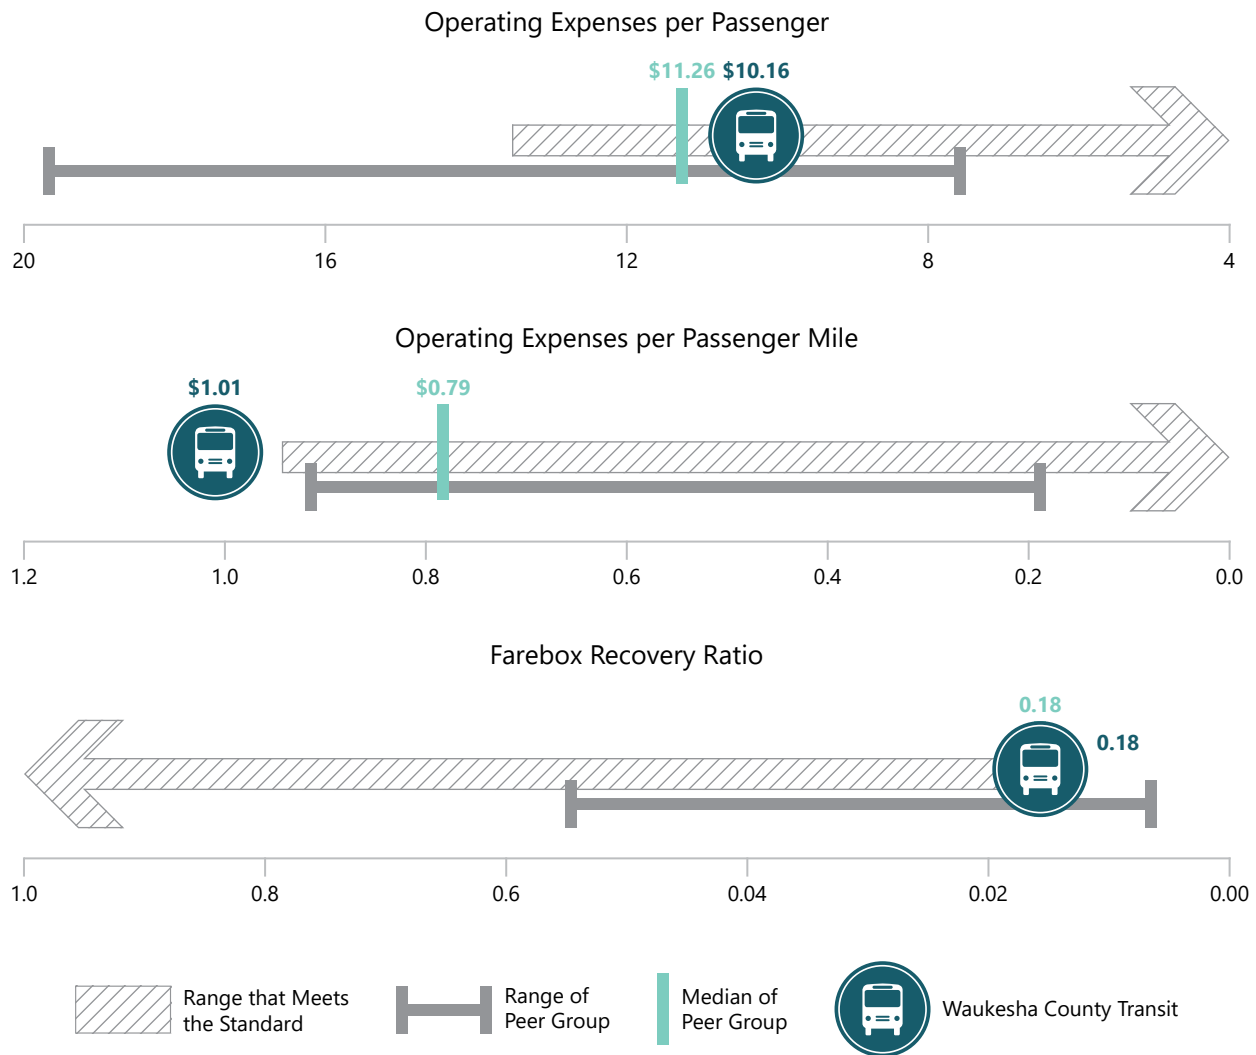 Operating Expenses per Passenger
$11.26 $10.16
20 16 12 8 4
Operating Expenses per Passenger Mile
$1.01 $0.79
1.2 1.0 0.8 0.6 0.4 0.2 0.0
Farebox Recovery Ratio
0.18
0.18
1.0 0.8 0.6 0.04 0.02 0.00
Range that Meets
the Standard
Range of
Peer Group
Median of
Peer Group
Waukesha County Transit